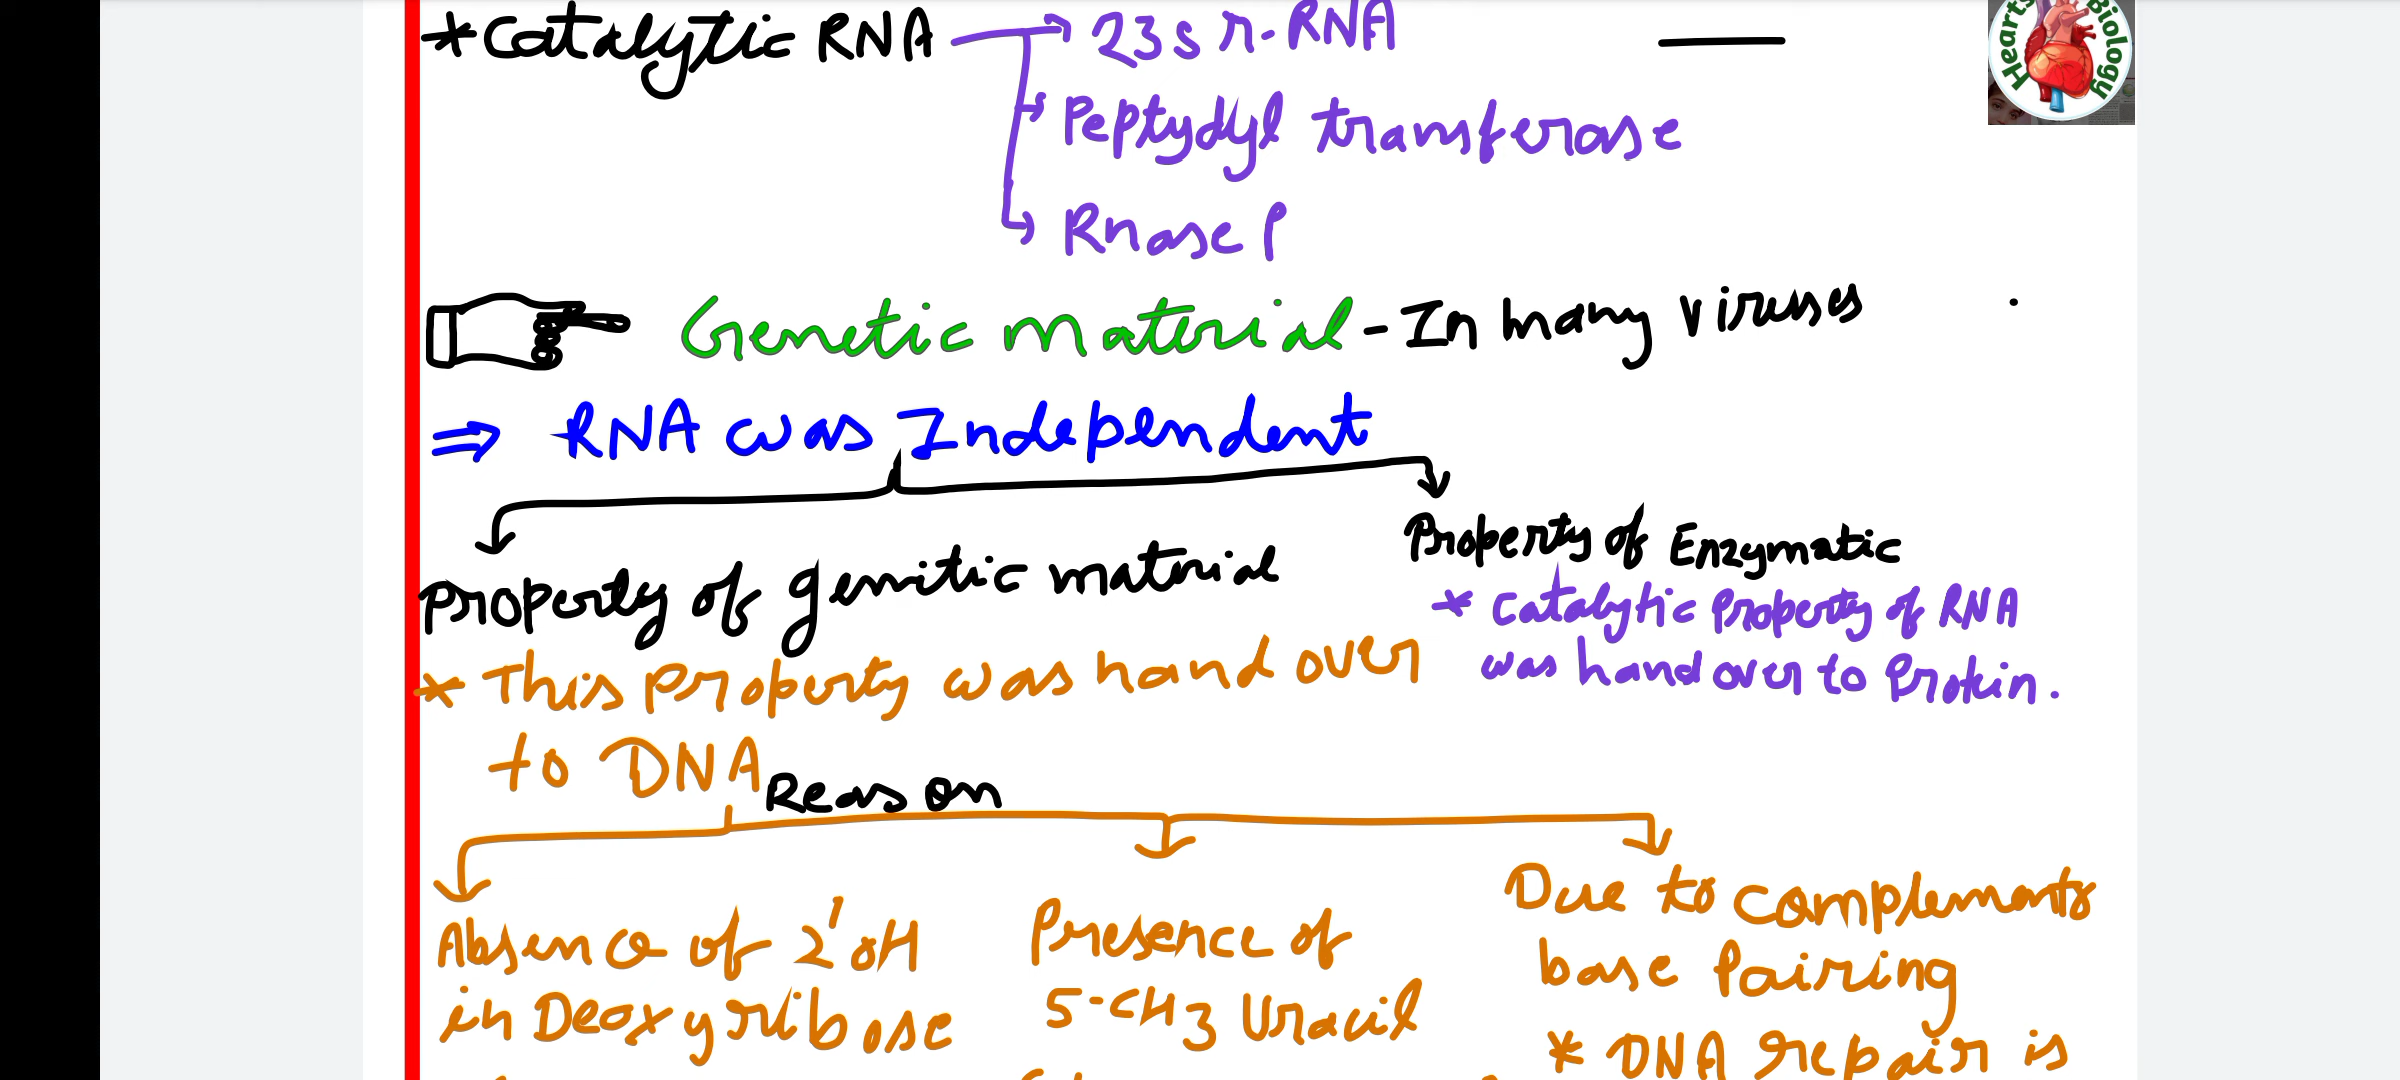 *Catalytic RNA → 23s r-RNA
Hearts Biology
→ Peptydyl transferase
→ Rnase P
Genetic material - In many viruses
⇒ RNA was Independent
Property of genitic material
Property of Enzymatic
* Catalytic Property of RNA
was hand over to Protein.
* This property was hand over
to DNA
Reason
Absence of 2'OH
in Deoxyribose
Presence of
5-CH3 Uracil
Due to complementry
base Pairing
* DNA repair is